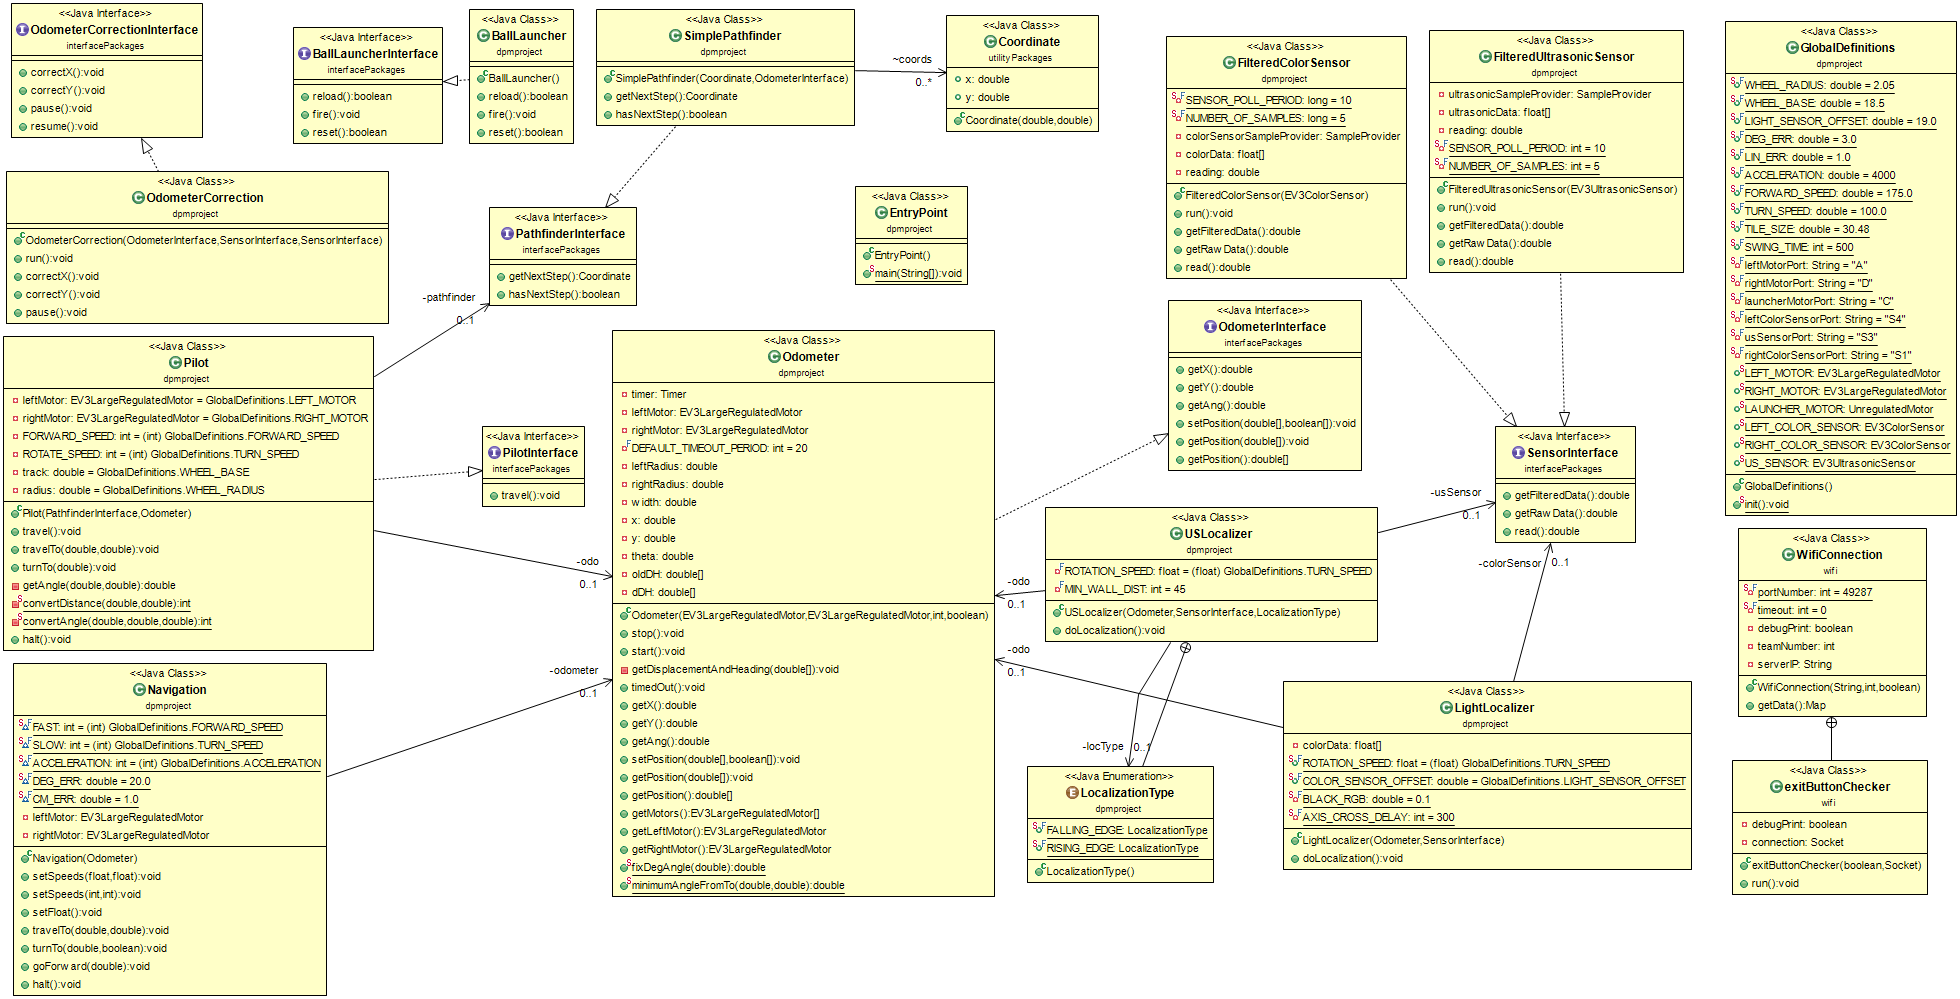 <<Java Interface>>
OdometerCorrectionInterface
interfacePackages
correctX():void
correctY():void
pause():void
resume():void
<<Java Interface>>
BallLauncherInterface
interfacePackages
reload():boolean
fire():void
reset():boolean
<<Java Class>>
BallLauncher
dpmproject
BallLauncher()
reload():boolean
fire():void
reset():boolean
<<Java Class>>
SimplePathfinder
dpmproject
SimplePathfinder(Coordinate,OdometerInterface)
getNextStep():Coordinate
hasNextStep():boolean
~coords
0..*
<<Java Class>>
Coordinate
utilityPackages
x: double
y: double
Coordinate(double,double)
<<Java Class>>
FilteredColorSensor
dpmproject
SENSOR_POLL_PERIOD: long = 10
NUMBER_OF_SAMPLES: long = 5
colorSensorSampleProvider: SampleProvider
colorData: float[]
reading: double
FilteredColorSensor(EV3ColorSensor)
run():void
getFilteredData():double
getRawData():double
read():double
<<Java Class>>
FilteredUltrasonicSensor
dpmproject
ultrasonicSampleProvider: SampleProvider
ultrasonicData: float[]
reading: double
SENSOR_POLL_PERIOD: int = 10
NUMBER_OF_SAMPLES: int = 5
FilteredUltrasonicSensor(EV3UltrasonicSensor)
run():void
getFilteredData():double
getRawData():double
read():double
<<Java Class>>
GlobalDefinitions
dpmproject
WHEEL_RADIUS: double = 2.05
WHEEL_BASE: double = 18.5
LIGHT_SENSOR_OFFSET: double = 19.0
DEG_ERR: double = 3.0
LIN_ERR: double = 1.0
ACCELERATION: double = 4000
FORWARD_SPEED: double = 175.0
TURN_SPEED: double = 100.0
TILE_SIZE: double = 30.48
SWING_TIME: int = 500
leftMotorPort: String = "A"
rightMotorPort: String = "D"
launcherMotorPort: String = "C"
leftColorSensorPort: String = "S4"
usSensorPort: String = "S3"
rightColorSensorPort: String = "S1"
LEFT_MOTOR: EV3LargeRegulatedMotor
RIGHT_MOTOR: EV3LargeRegulatedMotor
LAUNCHER_MOTOR: UnregulatedMotor
LEFT_COLOR_SENSOR: EV3ColorSensor
RIGHT_COLOR_SENSOR: EV3ColorSensor
US_SENSOR: EV3UltrasonicSensor
GlobalDefinitions()
init():void
<<Java Class>>
OdometerCorrection
dpmproject
OdometerCorrection(OdometerInterface,SensorInterface,SensorInterface)
run():void
correctX():void
correctY():void
pause():void
<<Java Interface>>
PathfinderInterface
interfacePackages
getNextStep():Coordinate
hasNextStep():boolean
-pathfinder
0..1
<<Java Class>>
EntryPoint
dpmproject
EntryPoint()
main(String[]):void
<<Java Class>>
Pilot
dpmproject
leftMotor: EV3LargeRegulatedMotor = GlobalDefinitions.LEFT_MOTOR
rightMotor: EV3LargeRegulatedMotor = GlobalDefinitions.RIGHT_MOTOR
FORWARD_SPEED: int = (int) GlobalDefinitions.FORWARD_SPEED
ROTATE_SPEED: int = (int) GlobalDefinitions.TURN_SPEED
track: double = GlobalDefinitions.WHEEL_BASE
radius: double = GlobalDefinitions.WHEEL_RADIUS
Pilot(PathfinderInterface,Odometer)
travel():void
travelTo(double,double):void
turnTo(double):void
getAngle(double,double):double
convertDistance(double,double):int
convertAngle(double,double,double):int
halt():void
<<Java Interface>>
PilotInterface
interfacePackages
travel():void
-odo
0..1
<<Java Class>>
Odometer
dpmproject
timer: Timer
leftMotor: EV3LargeRegulatedMotor
rightMotor: EV3LargeRegulatedMotor
DEFAULT_TIMEOUT_PERIOD: int = 20
leftRadius: double
rightRadius: double
width: double
x: double
y: double
theta: double
oldDH: double[]
dDH: double[]
Odometer(EV3LargeRegulatedMotor,EV3LargeRegulatedMotor,int,boolean)
stop():void
start():void
getDisplacementAndHeading(double[]):void
timedOut():void
getX():double
getY():double
getAng():double
setPosition(double[],boolean[]):void
getPosition(double[]):void
getPosition():double[]
getMotors():EV3LargeRegulatedMotor[]
getLeftMotor():EV3LargeRegulatedMotor
getRightMotor():EV3LargeRegulatedMotor
fixDegAngle(double):double
minimumAngleFromTo(double,double):double
<<Java Interface>>
OdometerInterface
interfacePackages
getX():double
getY():double
getAng():double
setPosition(double[],boolean[]):void
getPosition(double[]):void
getPosition():double[]
<<Java Interface>>
SensorInterface
interfacePackages
getFilteredData():double
getRawData():double
read():double
-usSensor
0..1
-colorSensor
0..1
<<Java Class>>
USLocalizer
dpmproject
ROTATION_SPEED: float = (float) GlobalDefinitions.TURN_SPEED
MIN_WALL_DIST: int = 45
USLocalizer(Odometer,SensorInterface,LocalizationType)
doLocalization():void
-odo
0..1
-odo
0..1
<<Java Class>>
Navigation
dpmproject
FAST: int = (int) GlobalDefinitions.FORWARD_SPEED
SLOW: int = (int) GlobalDefinitions.TURN_SPEED
ACCELERATION: int = (int) GlobalDefinitions.ACCELERATION
DEG_ERR: double = 20.0
CM_ERR: double = 1.0
leftMotor: EV3LargeRegulatedMotor
rightMotor: EV3LargeRegulatedMotor
Navigation(Odometer)
setSpeeds(float,float):void
setSpeeds(int,int):void
setFloat():void
travelTo(double,double):void
turnTo(double,boolean):void
goForward(double):void
halt():void
-odometer
0..1
-locType
0..1
<<Java Enumeration>>
LocalizationType
dpmproject
FALLING_EDGE: LocalizationType
RISING_EDGE: LocalizationType
LocalizationType()
<<Java Class>>
LightLocalizer
dpmproject
colorData: float[]
ROTATION_SPEED: float = (float) GlobalDefinitions.TURN_SPEED
COLOR_SENSOR_OFFSET: double = GlobalDefinitions.LIGHT_SENSOR_OFFSET
BLACK_RGB: double = 0.1
AXIS_CROSS_DELAY: int = 300
LightLocalizer(Odometer,SensorInterface)
doLocalization():void
<<Java Class>>
WifiConnection
wifi
portNumber: int = 49287
timeout: int = 0
debugPrint: boolean
teamNumber: int
serverIP: String
WifiConnection(String,int,boolean)
getData():Map
<<Java Class>>
exitButtonChecker
wifi
debugPrint: boolean
connection: Socket
exitButtonChecker(boolean,Socket)
run():void